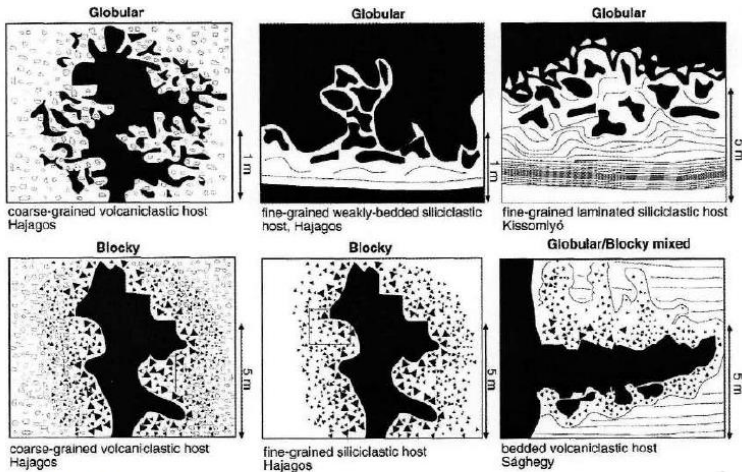 Globular
Globular
Globular
1 m
1 m
5 m
coarse-grained volcaniclastic host
Hajagos
fine-grained weakly-bedded siliciclastic
host, Hajagos
fine-grained laminated siliciclastic host
Kissomlyó
Blocky
Blocky
Globular/Blocky mixed
5 m
5 m
5 m
coarse-grained volcaniclastic host
Hajagos
fine-grained siliciclastic host
Hajagos
bedded volcaniclastic host
Sághegy